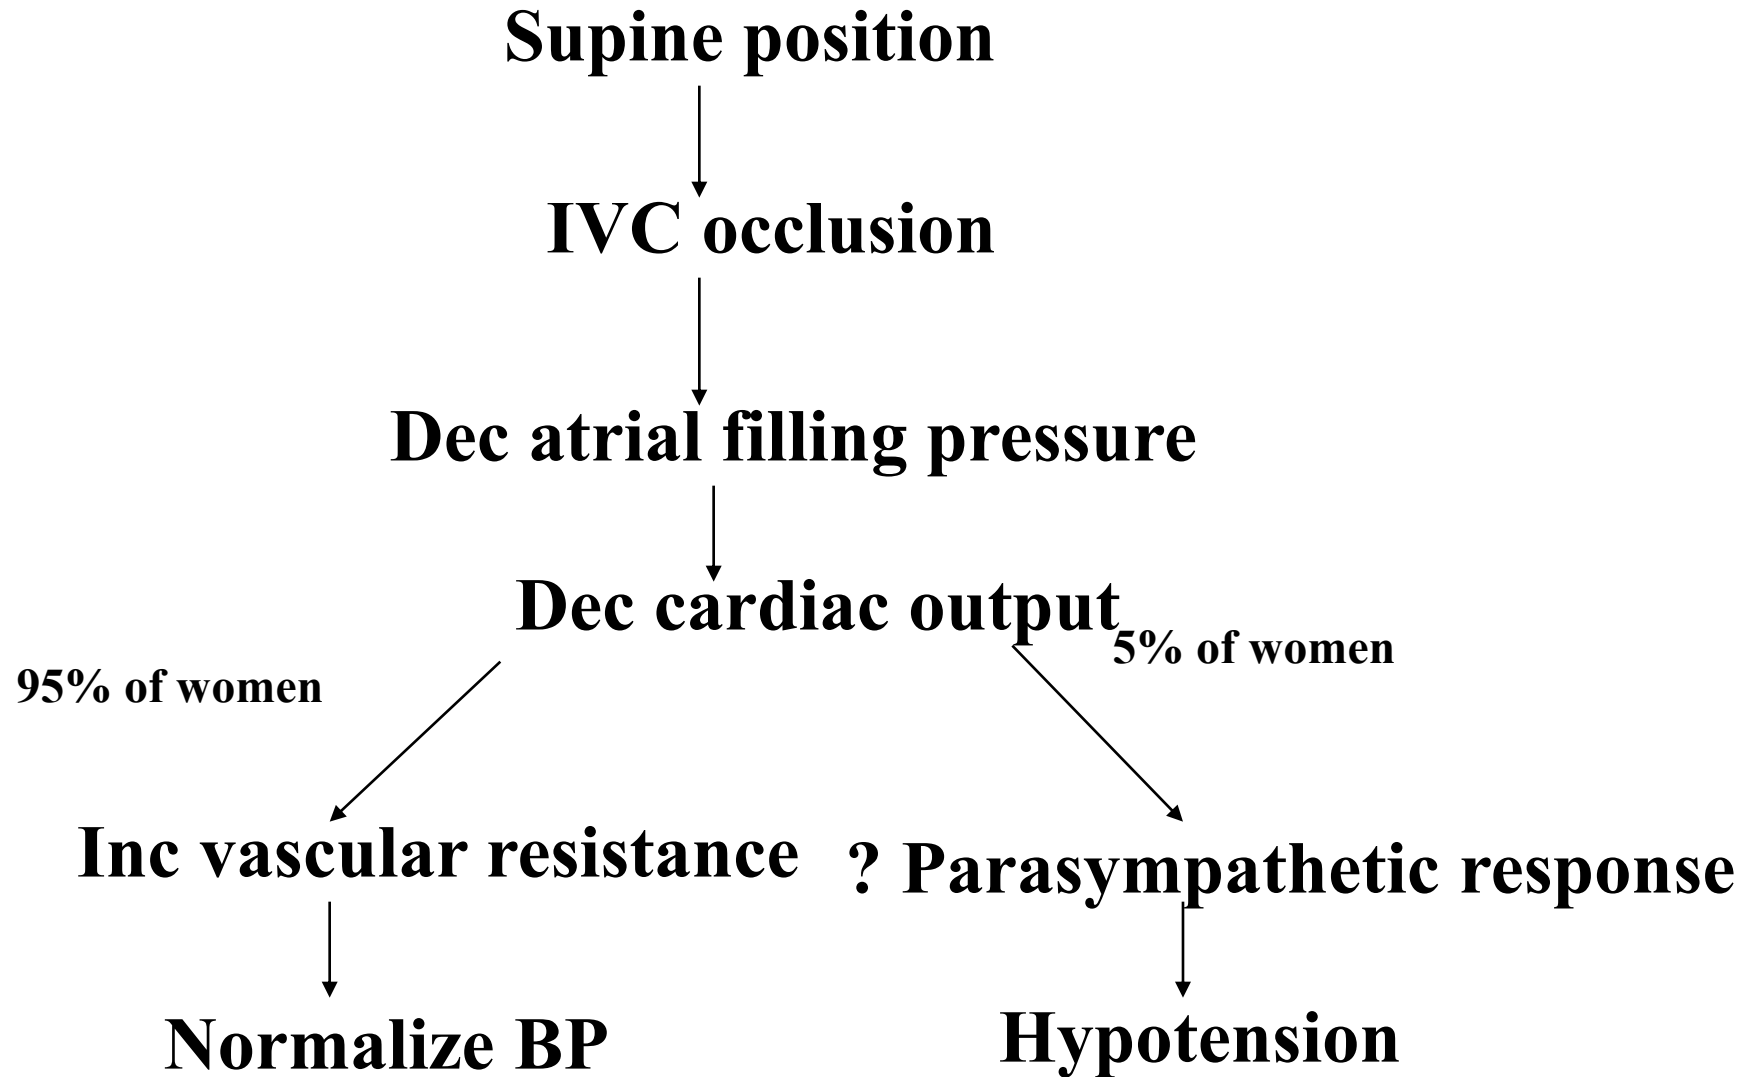 Supine position
IVC occlusion
Dec atrial filling pressure
Dec cardiac output
5% of women
95% of women
Inc vascular resistance
? Parasympathetic response
Normalize BP
Hypotension